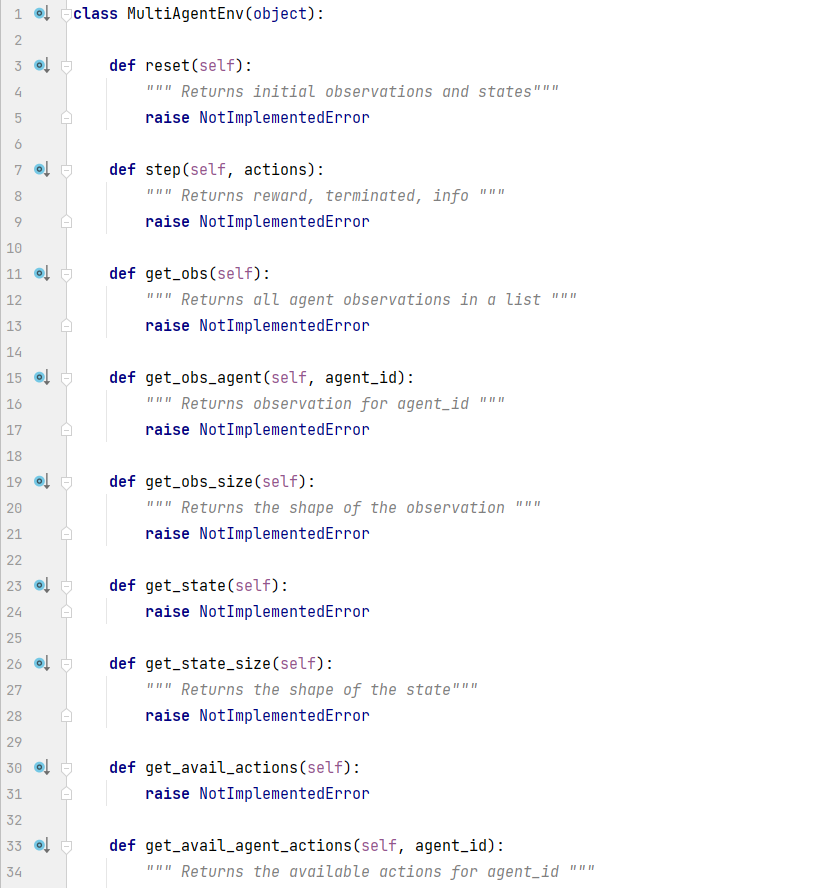 1 class MultiAgentEnv(object):
2
3     def reset(self):
4         """ Returns initial observations and states"""
5         raise NotImplementedError
6
7     def step(self, actions):
8         """ Returns reward, terminated, info """
9         raise NotImplementedError
10
11     def get_obs(self):
12         """ Returns all agent observations in a list """
13         raise NotImplementedError
14
15     def get_obs_agent(self, agent_id):
16         """ Returns observation for agent_id """
17         raise NotImplementedError
18
19     def get_obs_size(self):
20         """ Returns the shape of the observation """
21         raise NotImplementedError
22
23     def get_state(self):
24         raise NotImplementedError
25
26     def get_state_size(self):
27         """ Returns the shape of the state"""
28         raise NotImplementedError
29
30     def get_avail_actions(self):
31         raise NotImplementedError
32
33     def get_avail_agent_actions(self, agent_id):
34         """ Returns the available actions for agent_id """